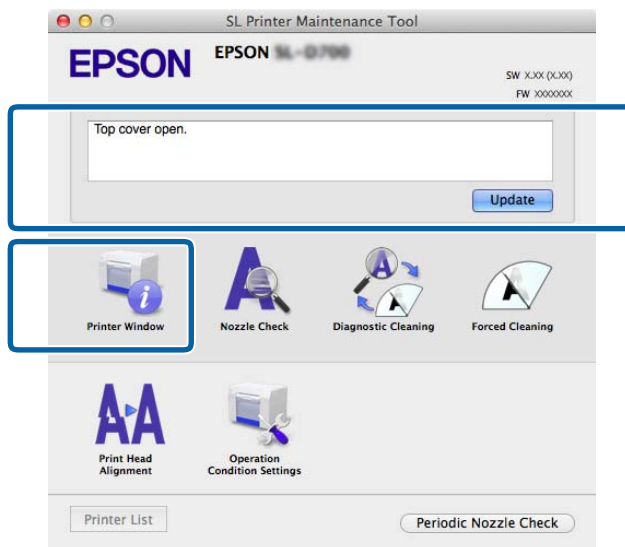 SL Printer Maintenance Tool
EPSON
EPSON
SW X.XX (X.XX)
FW XXXXXXX
Top cover open.
Update
Printer Window
Nozzle Check
Diagnostic Cleaning
Forced Cleaning
Print Head
Alignment
Operation
Condition Settings
Printer List
Periodic Nozzle Check